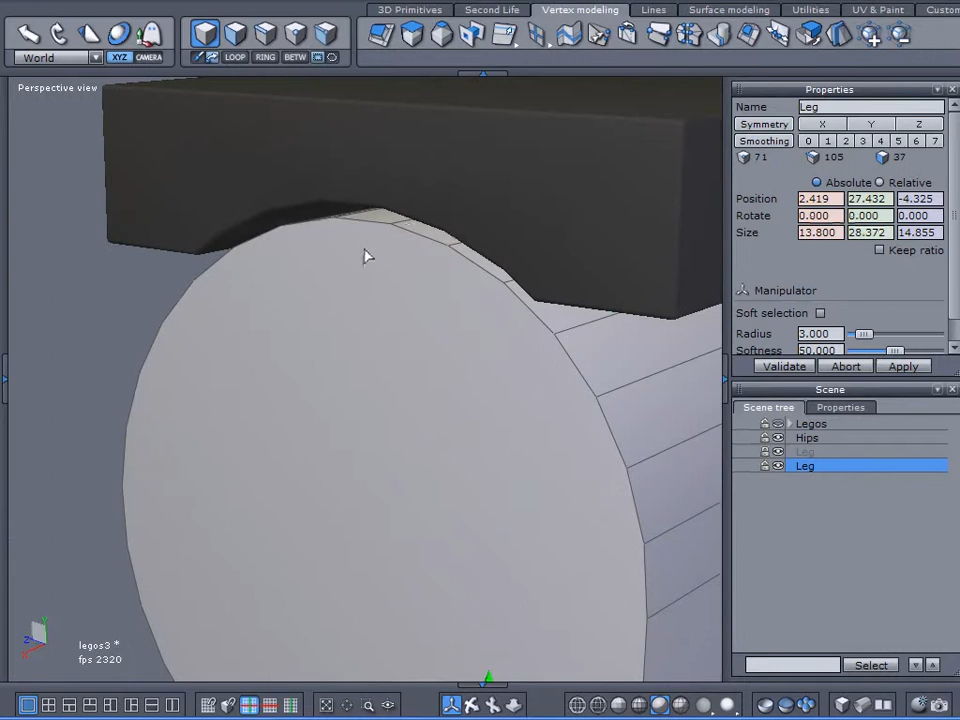 3D Primitives Second Life Vertex modeling Lines Surface modeling Utilities UV & Paint Custom
World XYZ CAMERA LOOP RING BETW
Perspective view
Properties
Name Leg
Symmetry X Y Z
Smoothing 0 1 2 3 4 5 6 7
71 105 37
Absolute Relative
Position 2.419 27.432 -4.325
Rotate 0.000 0.000 0.000
Size 13.800 28.372 14.855
Keep ratio
Manipulator
Soft selection
Radius 3.000
Softness 50.000
Validate Abort Apply
Scene
Scene tree Properties
Legos
Hips
Leg
Leg
Y
Z
X
legos3 *
fps 2320
Select